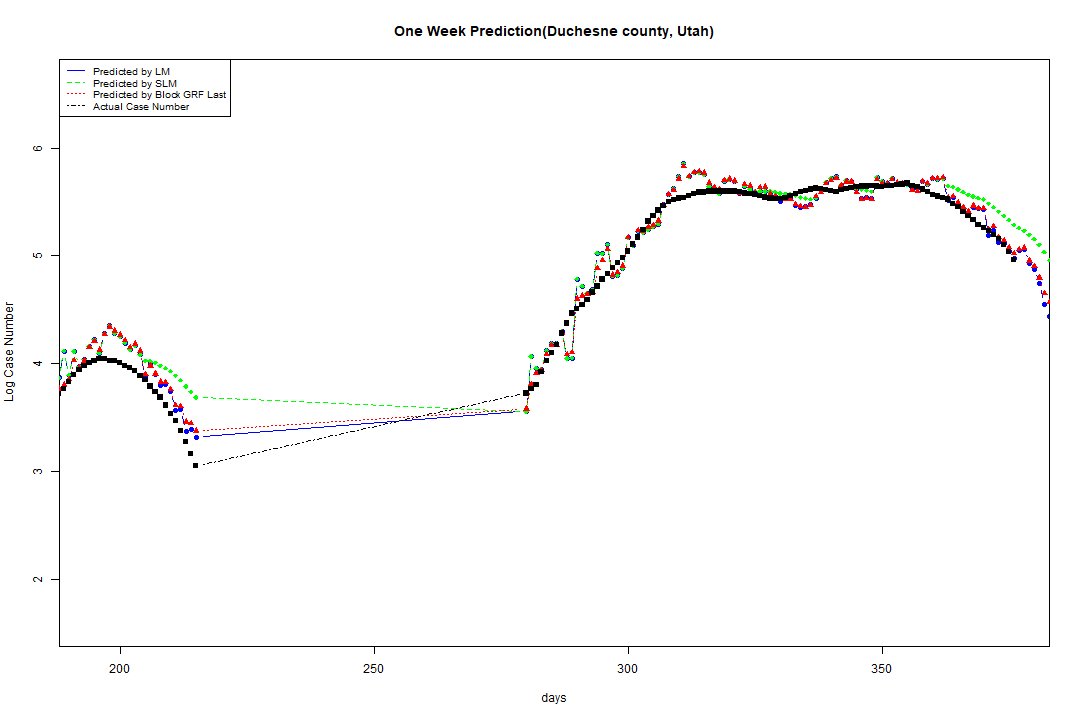 One Week Prediction(Duchesne county, Utah)
Predicted by LM
Predicted by SLM
Predicted by Block GRF Last
Actual Case Number
6
5
4
3
2
Log Case Number
200
250
300
350
days